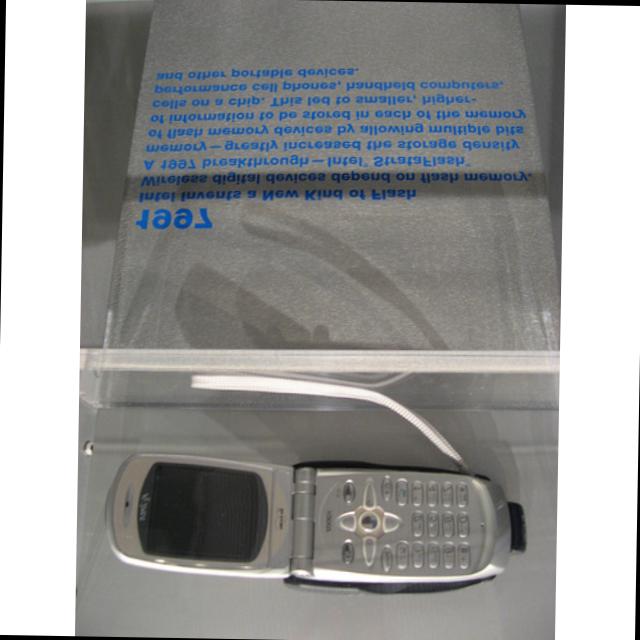 1997
Intel Invents a New Kind of Flash
Wireless digital devices depend on flash memory.
A 1997 breakthrough—Intel® StrataFlash™
memory—greatly increased the storage density
of flash memory devices by allowing multiple bits
of information to be stored in each of the memory
cells on a chip. This led to smaller, higher-
performance cell phones, handheld computers,
and other portable devices.